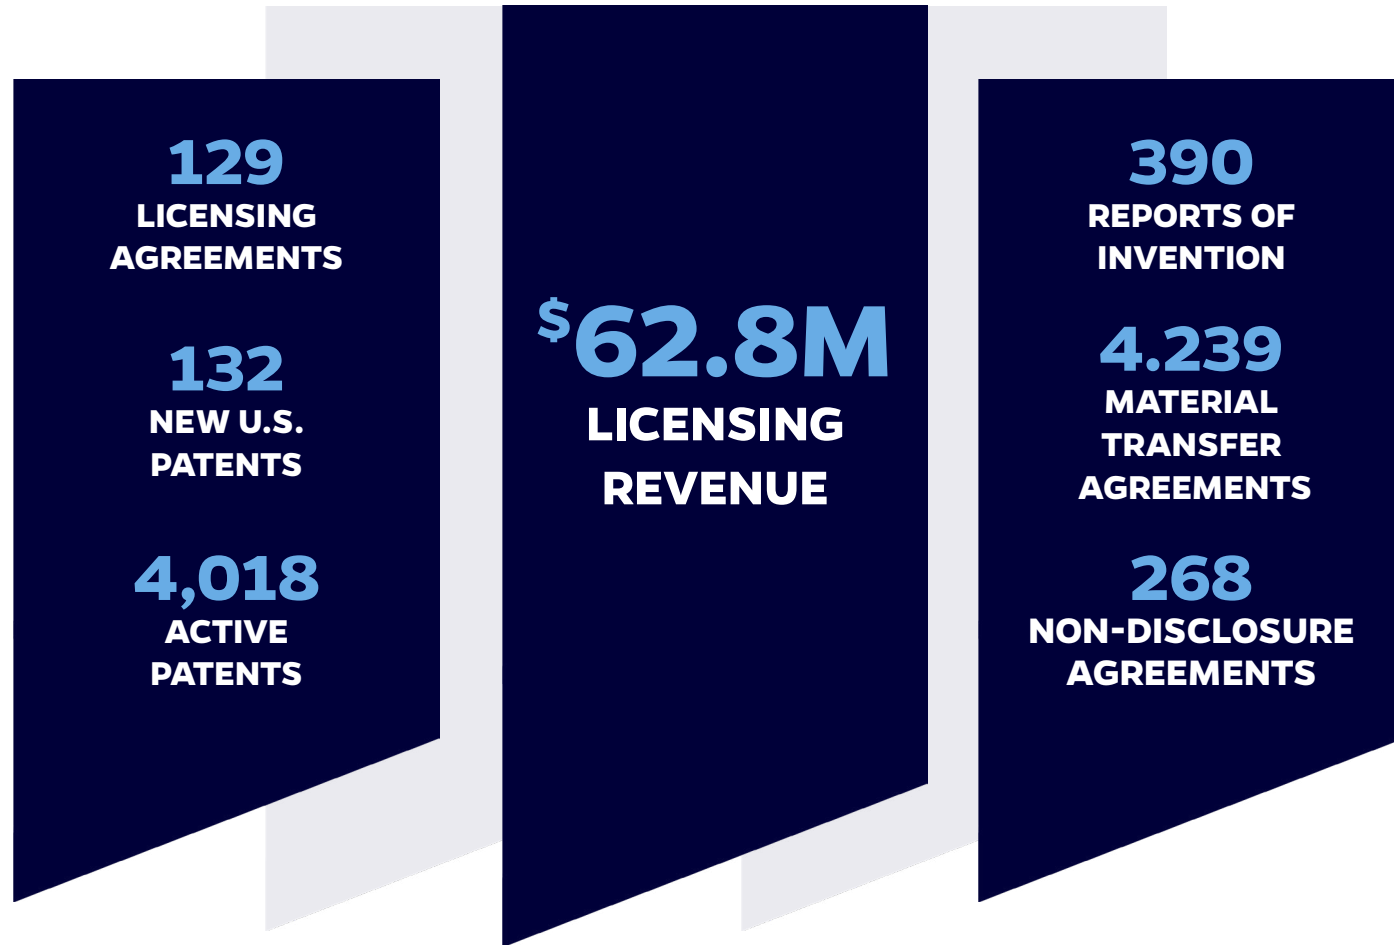 129
LICENSING
AGREEMENTS
132
NEW U.S.
PATENTS
4,018
ACTIVE
PATENTS
$62.8M
LICENSING
REVENUE
390
REPORTS OF
INVENTION
4.239
MATERIAL
TRANSFER
AGREEMENTS
268
NON-DISCLOSURE
AGREEMENTS